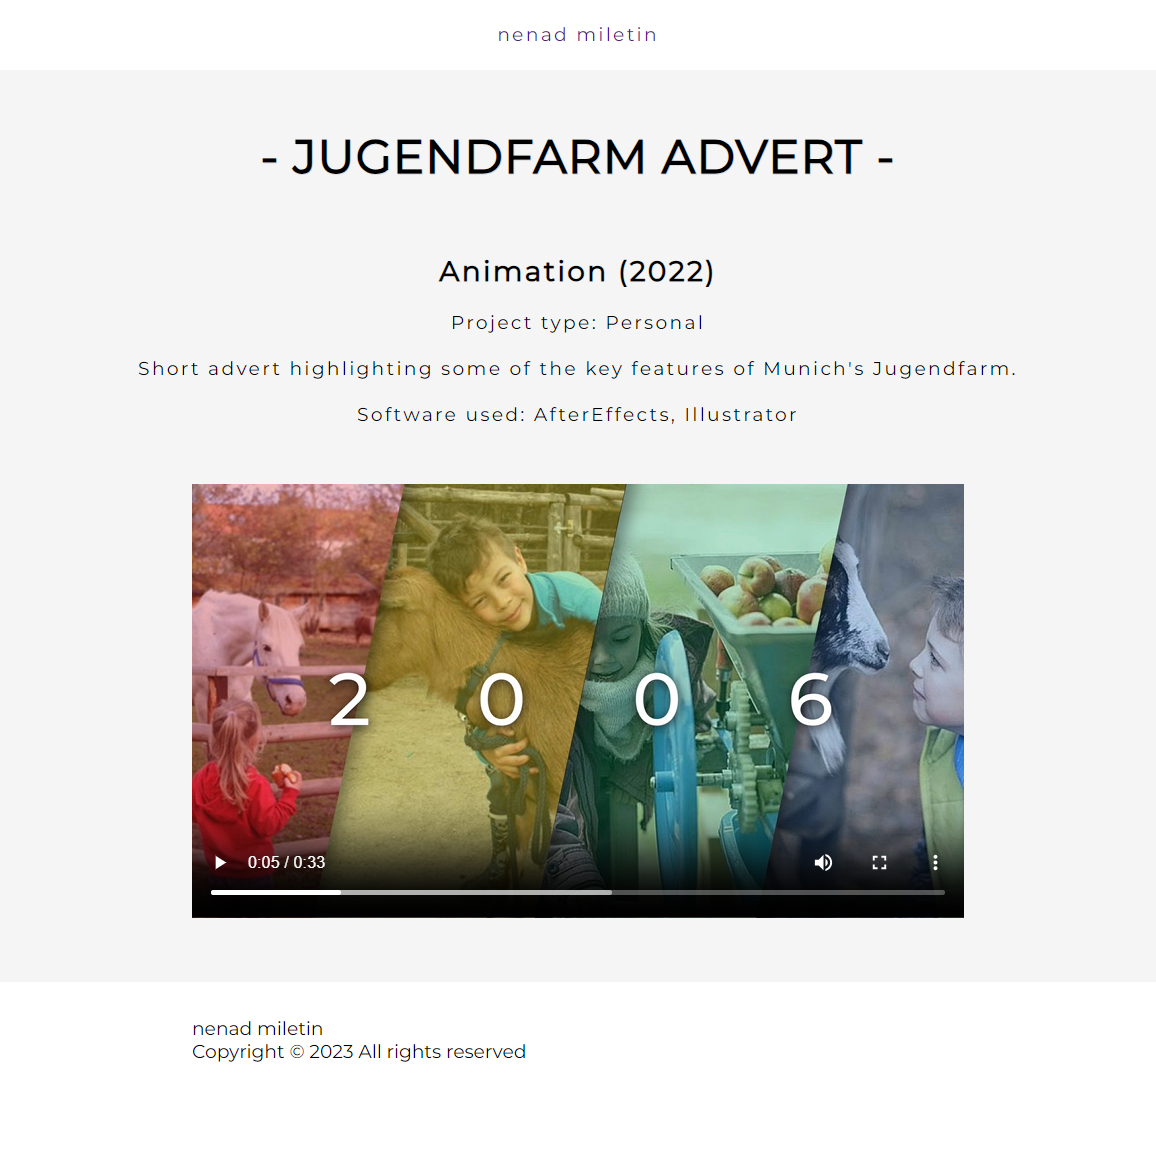 nenad miletin
- JUGENDFARM ADVERT -
Animation (2022)
Project type: Personal
Short advert highlighting some of the key features of Munich's Jugendfarm.
Software used: AfterEffects, Illustrator
2 0 0 6
0:05 / 0:33
nenad miletin
Copyright © 2023 All rights reserved